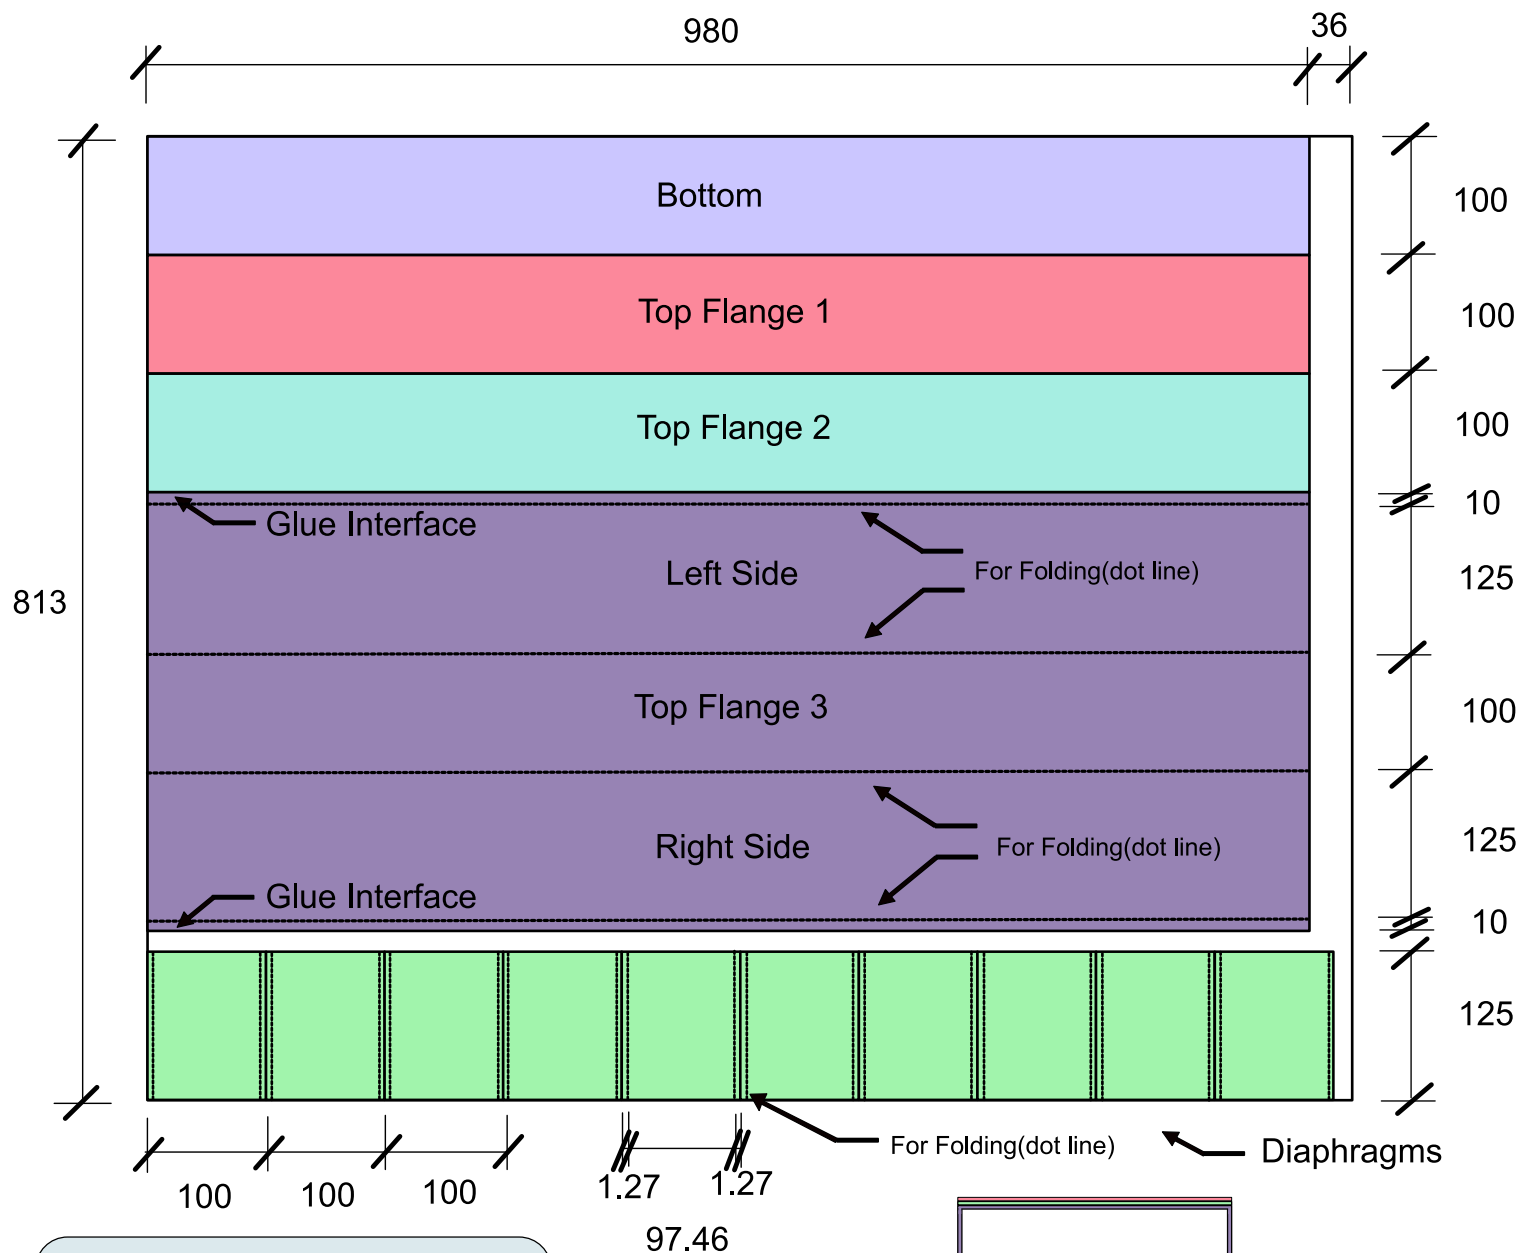 980
36
Bottom
100
Top Flange 1
100
Top Flange 2
100
10
Glue Interface
Left Side
For Folding(dot line)
125
813
Top Flange 3
100
Right Side
For Folding(dot line)
125
Glue Interface
10
125
For Folding(dot line)
Diaphragms
100
100
100
1.27
1.27
97.46